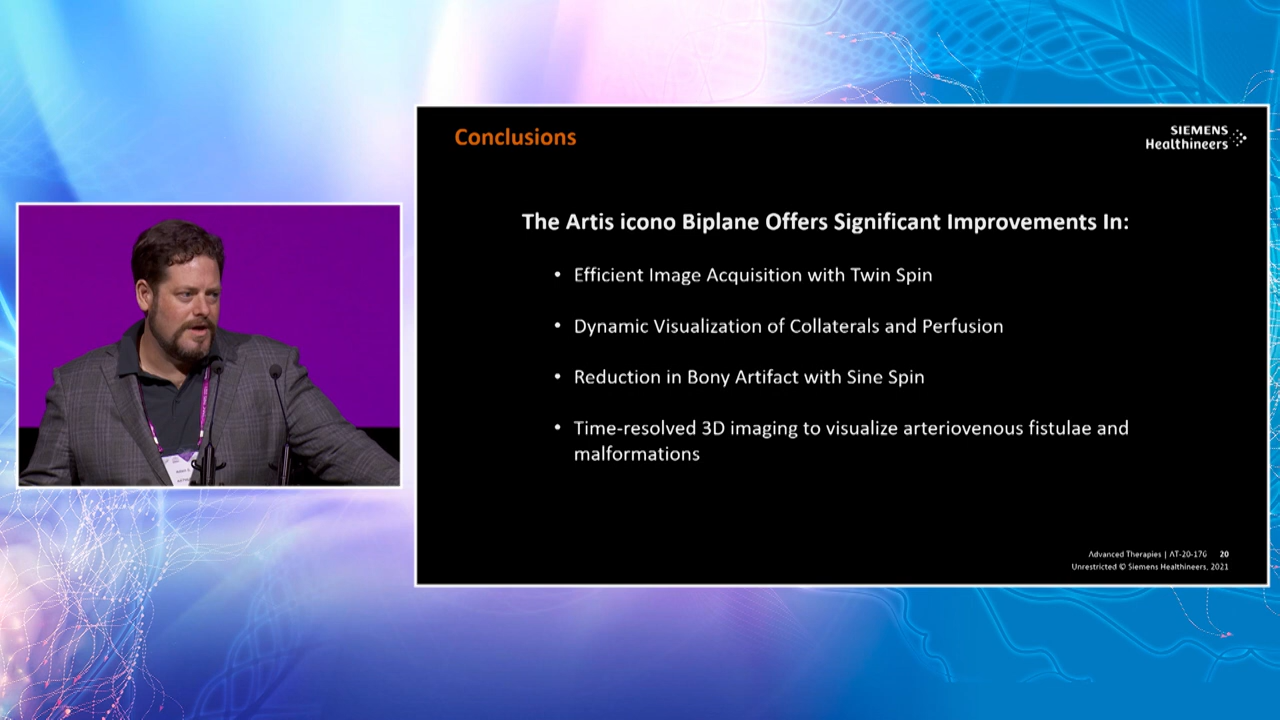 Conclusions
SIEMENS
Healthineers
The Artis icono Biplane Offers Significant Improvements In:
• Efficient Image Acquisition with Twin Spin
• Dynamic Visualization of Collaterals and Perfusion
• Reduction in Bony Artifact with Sine Spin
• Time-resolved 3D imaging to visualize arteriovenous fistulae and
malformations
Advanced Therapies | AT-20-176 20
Unrestricted © Siemens Healthineers, 2021